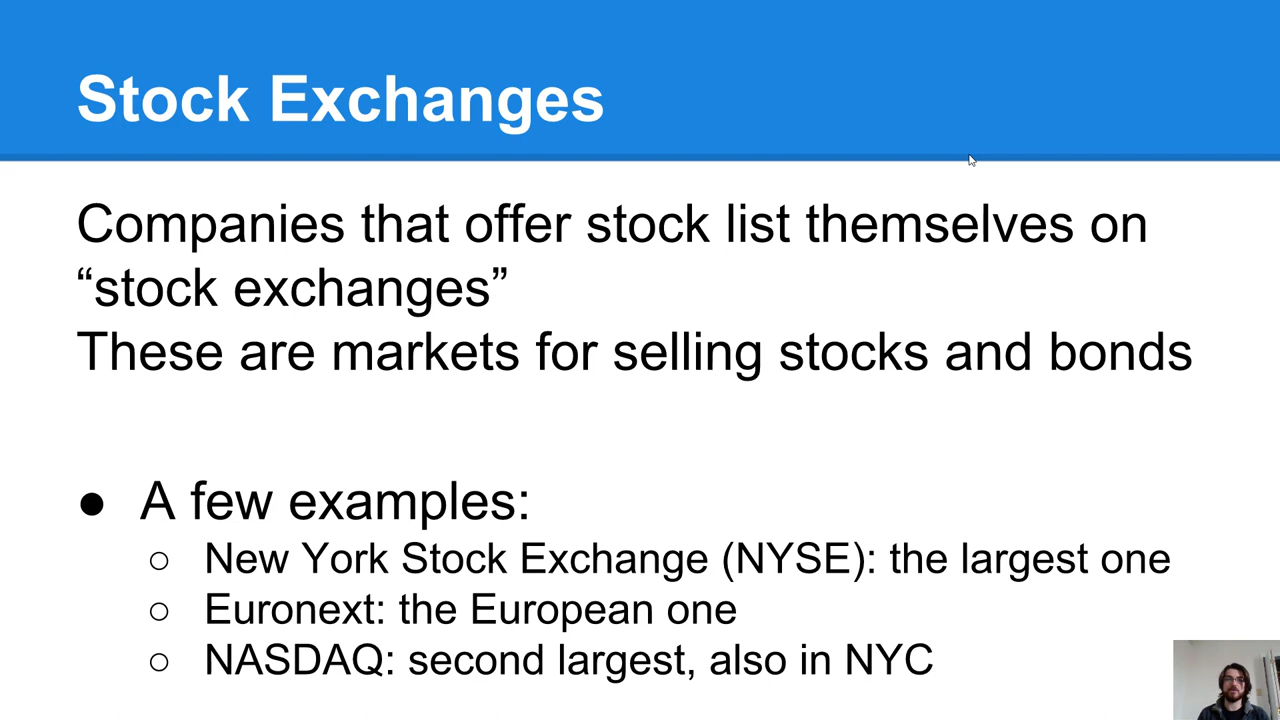 Stock Exchanges
Companies that offer stock list themselves on
“stock exchanges”
These are markets for selling stocks and bonds
● A few examples:
○ New York Stock Exchange (NYSE): the largest one
○ Euronext: the European one
○ NASDAQ: second largest, also in NYC